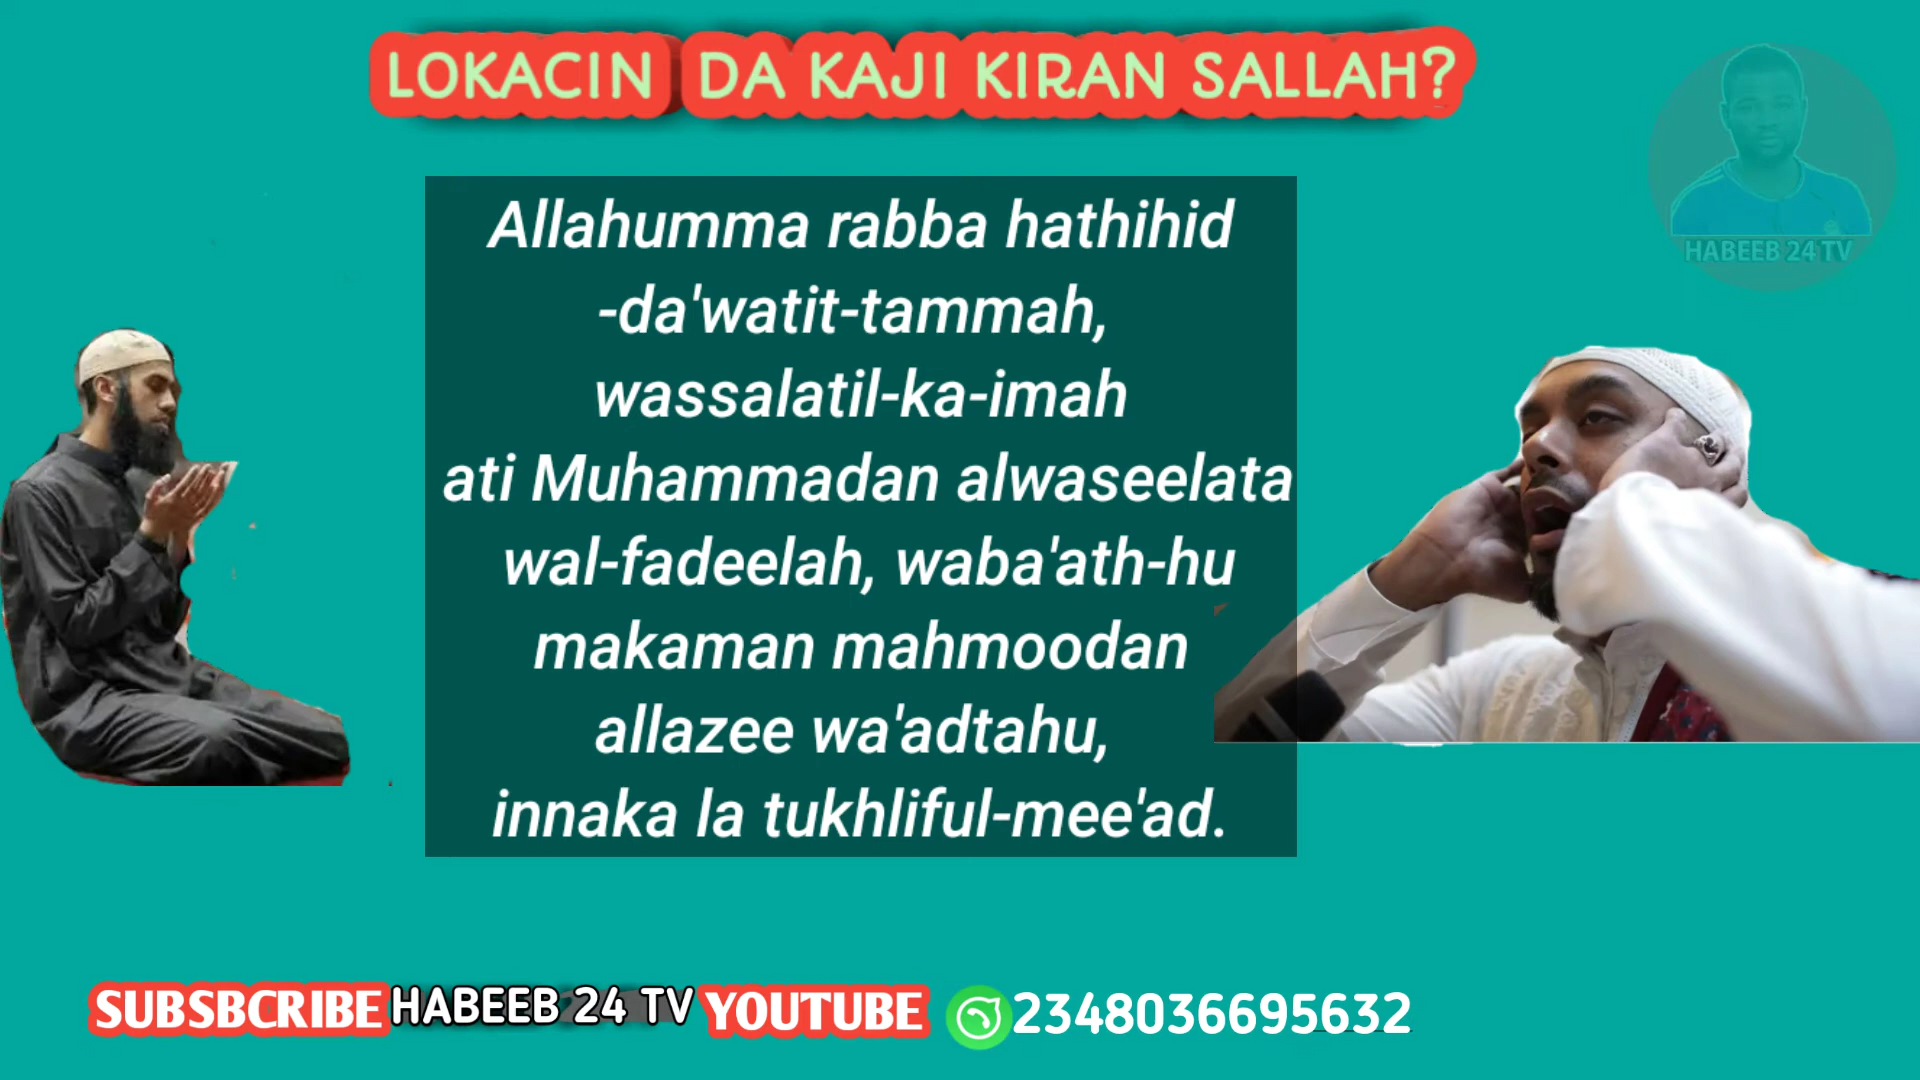 LOKACIN DA KAJI KIRAN SALLAH?
HABEEB 24 TV
Allahumma rabba hathihid
-da'watit-tammah,
wassalatil-ka-imah
ati Muhammadan alwaseelata
wal-fadeelah, waba'ath-hu
makaman mahmoodan
allazee wa'adtahu,
innaka la tukhliful-mee'ad.
SUBSBCRIBE HABEEB 24 TV YOUTUBE 2348036695632